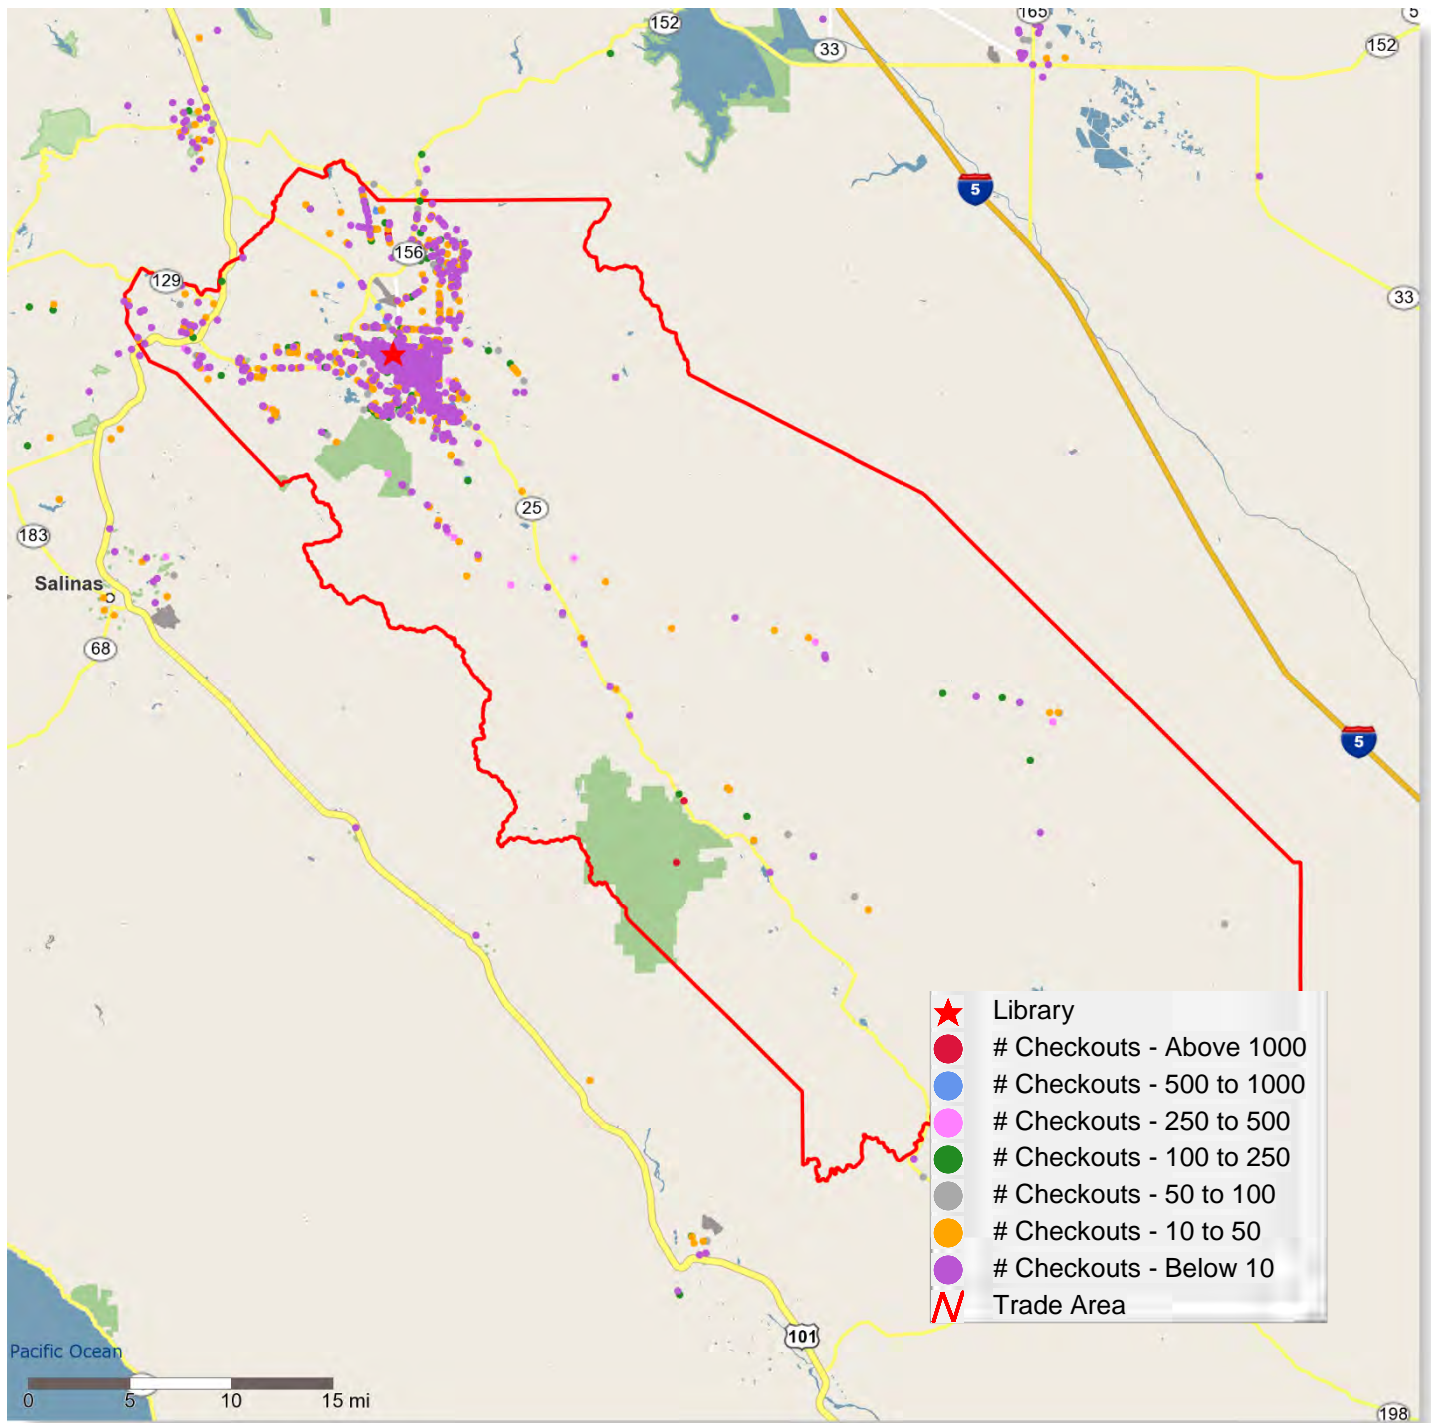 152
165
5
33
152
5
156
129
33
25
183
Salinas
68
5
Library
# Checkouts - Above 1000
# Checkouts - 500 to 1000
# Checkouts - 250 to 500
# Checkouts - 100 to 250
# Checkouts - 50 to 100
# Checkouts - 10 to 50
# Checkouts - Below 10
Trade Area
101
Pacific Ocean
0 5 10 15 mi
198